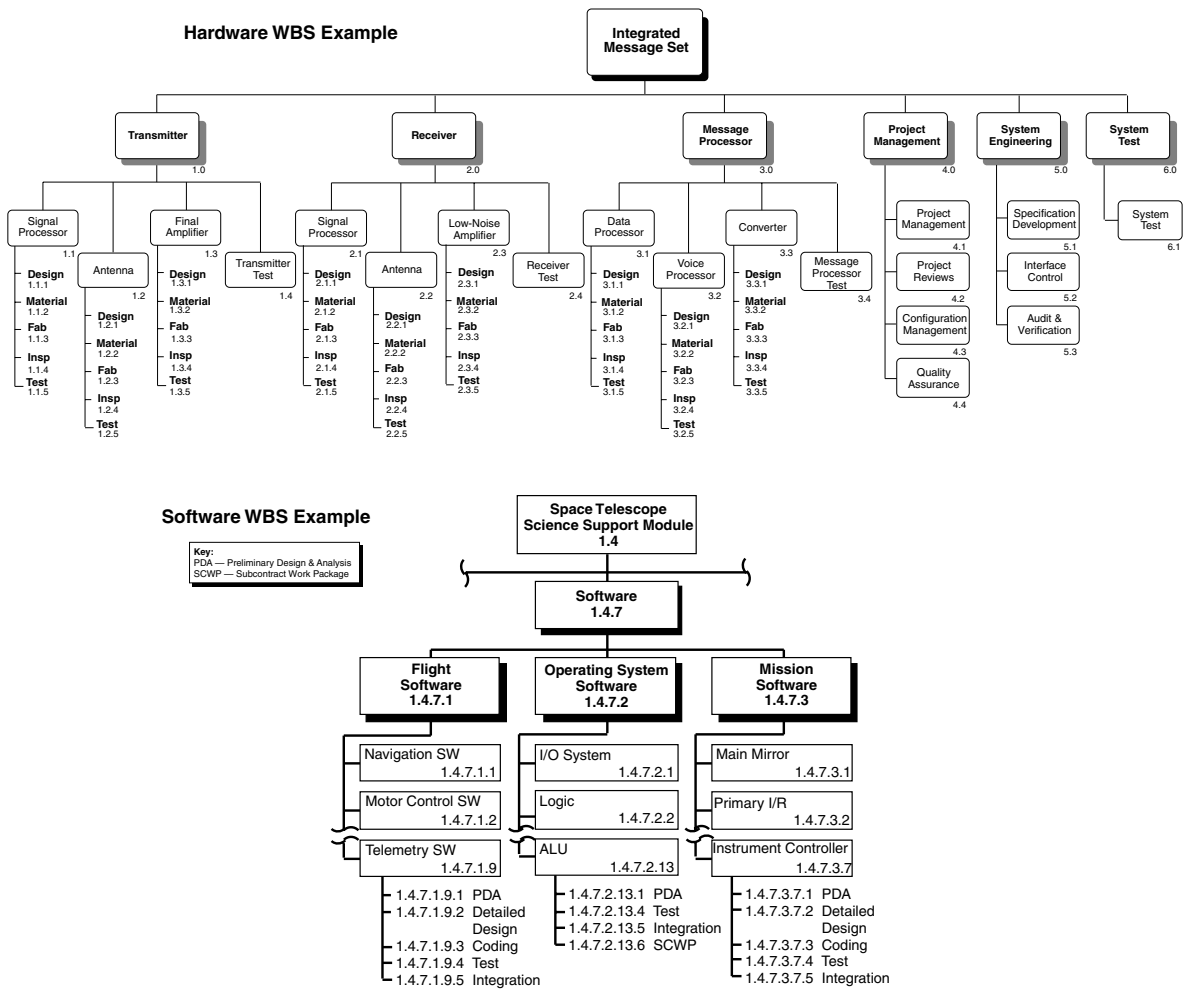 Hardware WBS Example
Integrated
Message Set
Transmitter
1.0
Receiver
2.0
Message
Processor
3.0
Project
Management
4.0
System
Engineering
5.0
System
Test
6.0
Signal
Processor
1.1
Design
1.1.1
Material
1.1.2
Fab
1.1.3
Insp
1.1.4
Test
1.1.5
Antenna
1.2
Design
1.2.1
Material
1.2.2
Fab
1.2.3
Insp
1.2.4
Test
1.2.5
Final
Amplifier
1.3
Design
1.3.1
Material
1.3.2
Fab
1.3.3
Insp
1.3.4
Test
1.3.5
Transmitter
Test
1.4
Signal
Processor
2.1
Design
2.1.1
Material
2.1.2
Fab
2.1.3
Insp
2.1.4
Test
2.1.5
Antenna
2.2
Design
2.2.1
Material
2.2.2
Fab
2.2.3
Insp
2.2.4
Test
2.2.5
Low-Noise
Amplifier
2.3
Design
2.3.1
Material
2.3.2
Fab
2.3.3
Insp
2.3.4
Test
2.3.5
Receiver
Test
2.4
Data
Processor
3.1
Design
3.1.1
Material
3.1.2
Fab
3.1.3
Insp
3.1.4
Test
3.1.5
Voice
Processor
3.2
Design
3.2.1
Material
3.2.2
Fab
3.2.3
Insp
3.2.4
Test
3.2.5
Converter
3.3
Design
3.3.1
Material
3.3.2
Fab
3.3.3
Insp
3.3.4
Test
3.3.5
Message
Processor
Test
3.4
Project
Management
4.1
Project
Reviews
4.2
Configuration
Management
4.3
Quality
Assurance
4.4
Specification
Development
5.1
Interface
Control
5.2
Audit &
Verification
5.3
System
Test
6.1
Software WBS Example
Key:
PDA — Preliminary Design & Analysis
SCWP — Subcontract Work Package
Space Telescope
Science Support Module
1.4
Software
1.4.7
Flight
Software
1.4.7.1
Navigation SW
1.4.7.1.1
Motor Control SW
1.4.7.1.2
Telemetry SW
1.4.7.1.9
1.4.7.1.9.1 PDA
1.4.7.1.9.2 Detailed
Design
1.4.7.1.9.3 Coding
1.4.7.1.9.4 Test
1.4.7.1.9.5 Integration
Operating System
Software
1.4.7.2
I/O System
1.4.7.2.1
Logic
1.4.7.2.2
ALU
1.4.7.2.13
1.4.7.2.13.1 PDA
1.4.7.2.13.4 Test
1.4.7.2.13.5 Integration
1.4.7.2.13.6 SCWP
Mission
Software
1.4.7.3
Main Mirror
1.4.7.3.1
Primary I/R
1.4.7.3.2
Instrument Controller
1.4.7.3.7
1.4.7.3.7.1 PDA
1.4.7.3.7.2 Detailed
Design
1.4.7.3.7.3 Coding
1.4.7.3.7.4 Test
1.4.7.3.7.5 Integration